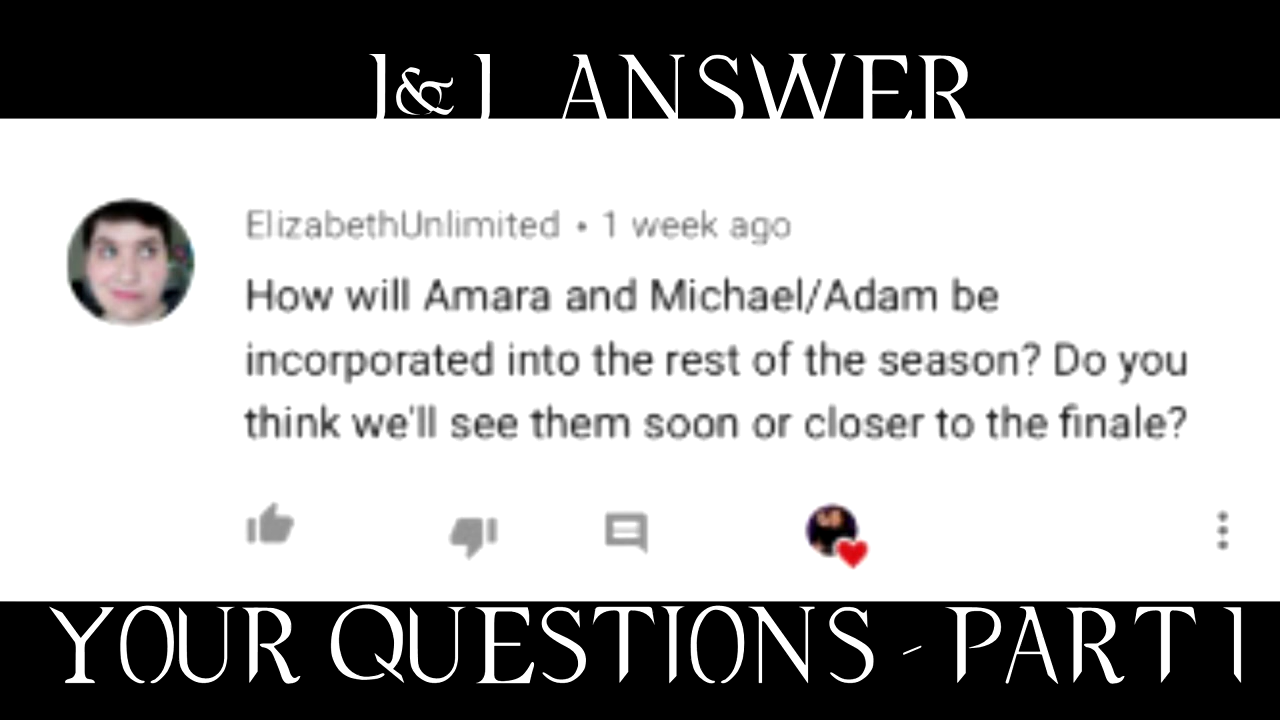 J&J ANSWER
ElizabethUnlimited • 1 week ago
How will Amara and Michael/Adam be
incorporated into the rest of the season? Do you
think we'll see them soon or closer to the finale?
YOUR QUESTIONS - PART 1